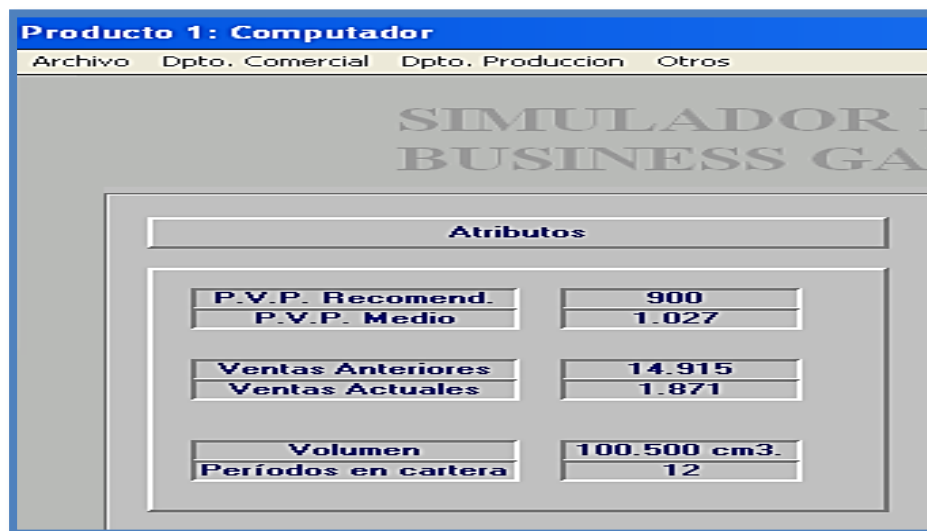 Producto 1: Computador
Archivo Dpto. Comercial Dpto. Produccion Otros
SIMULADOR
BUSINESS
Atributos
P.V.P. Recomend. 900
P.V.P. Medio 1.027
Ventas Anteriores 14.915
Ventas Actuales 1.871
Volumen 100.500 cm3.
Períodos en cartera 12